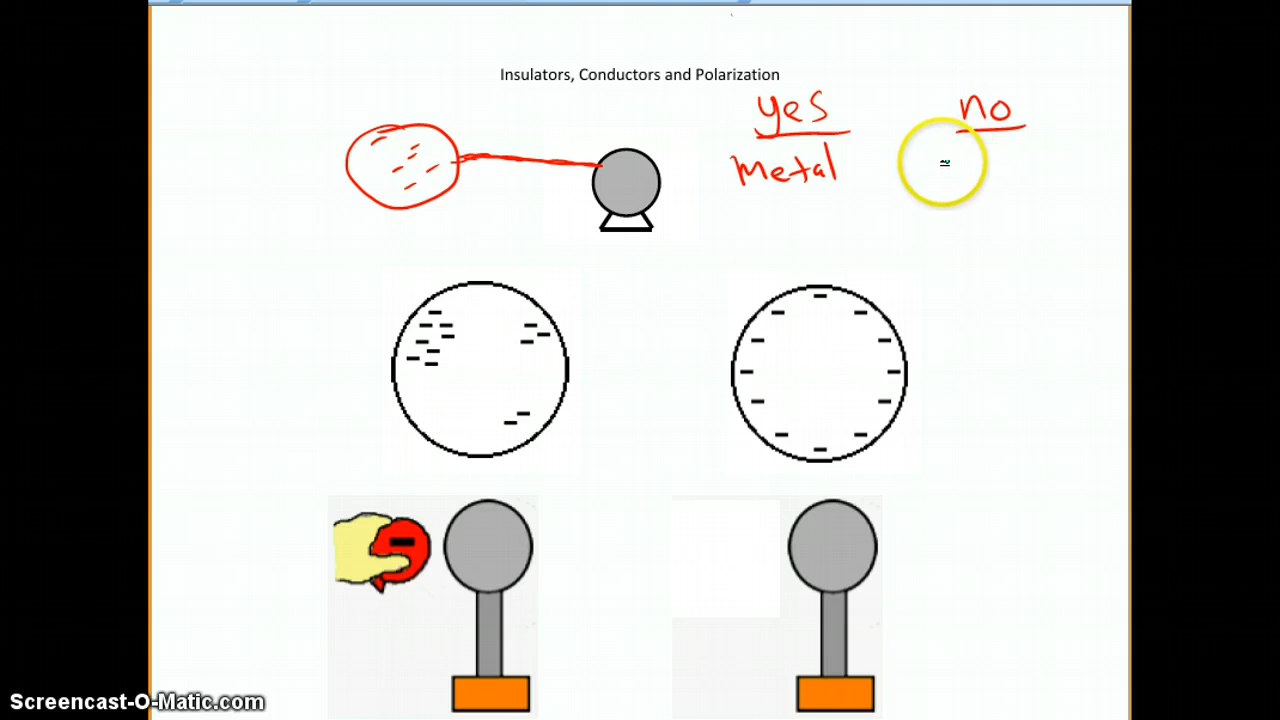 Insulators, Conductors and Polarization
yes no
Metal
Screencast-O-Matic.com